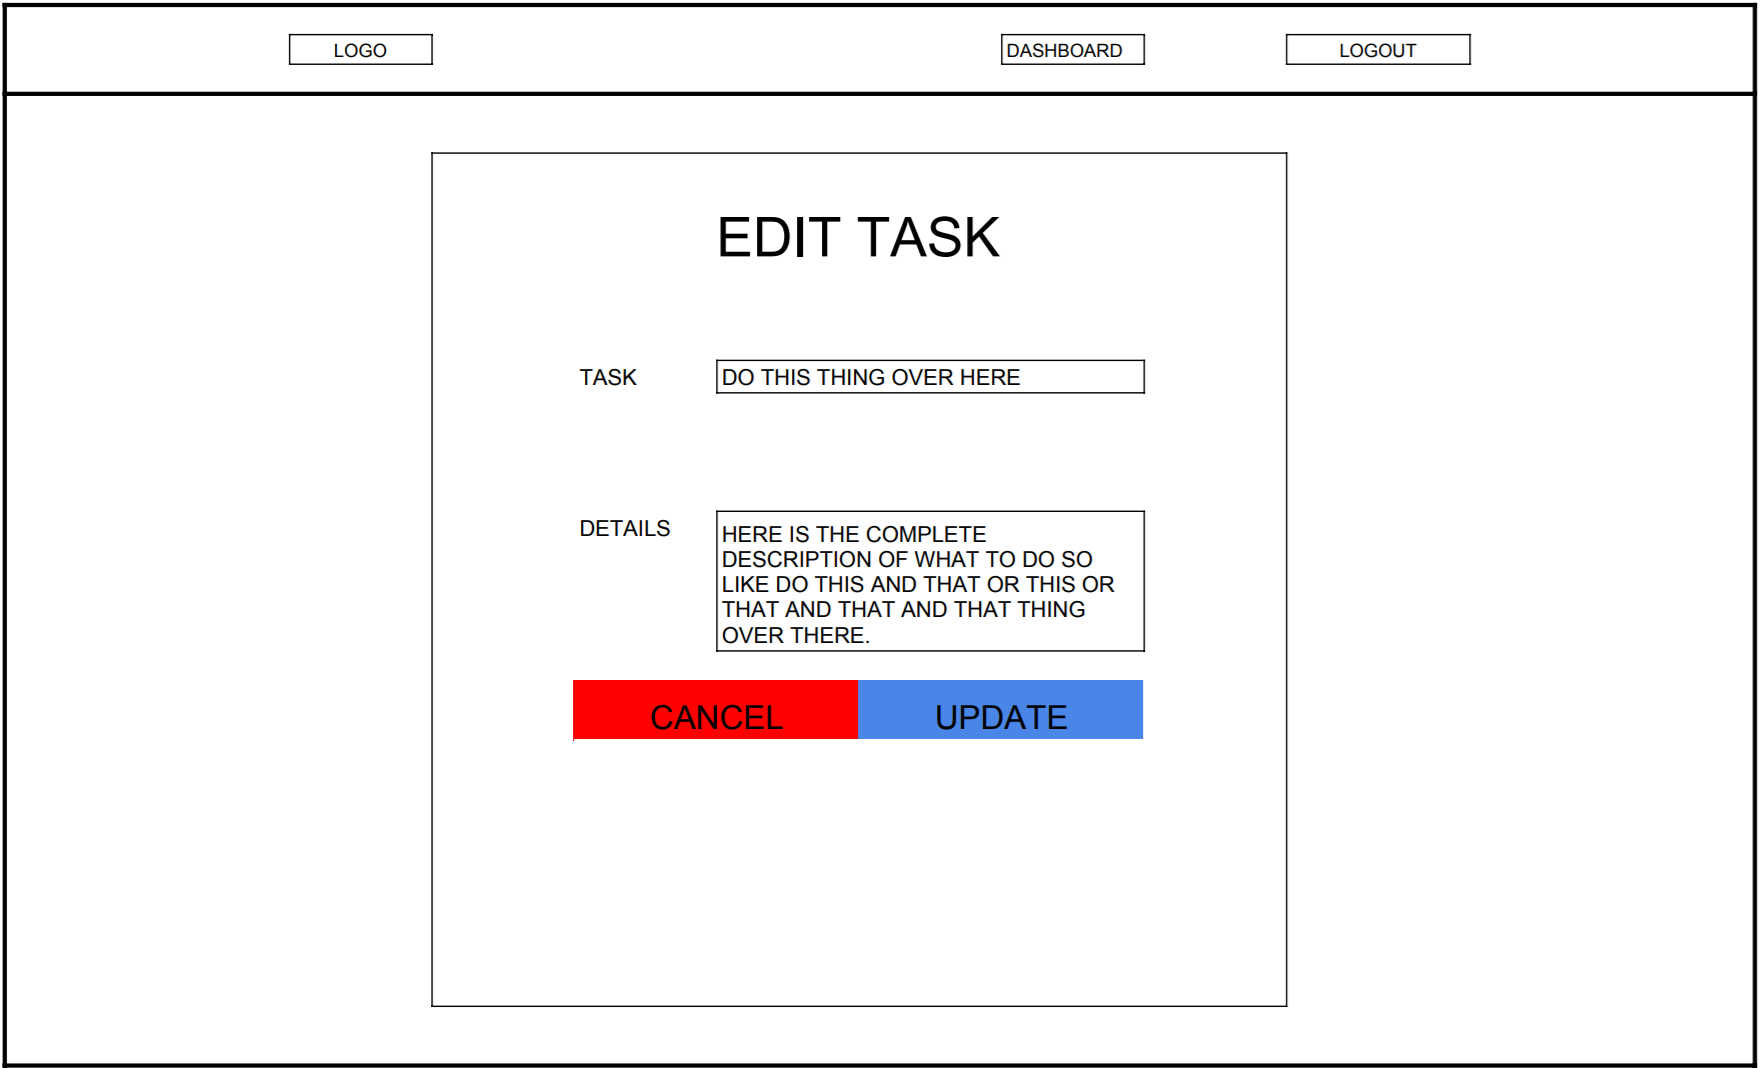 LOGO
DASHBOARD
LOGOUT
EDIT TASK
TASK
DO THIS THING OVER HERE
DETAILS
HERE IS THE COMPLETE
DESCRIPTION OF WHAT TO DO SO
LIKE DO THIS AND THAT OR THIS OR
THAT AND THAT AND THAT THING
OVER THERE.
CANCEL
UPDATE